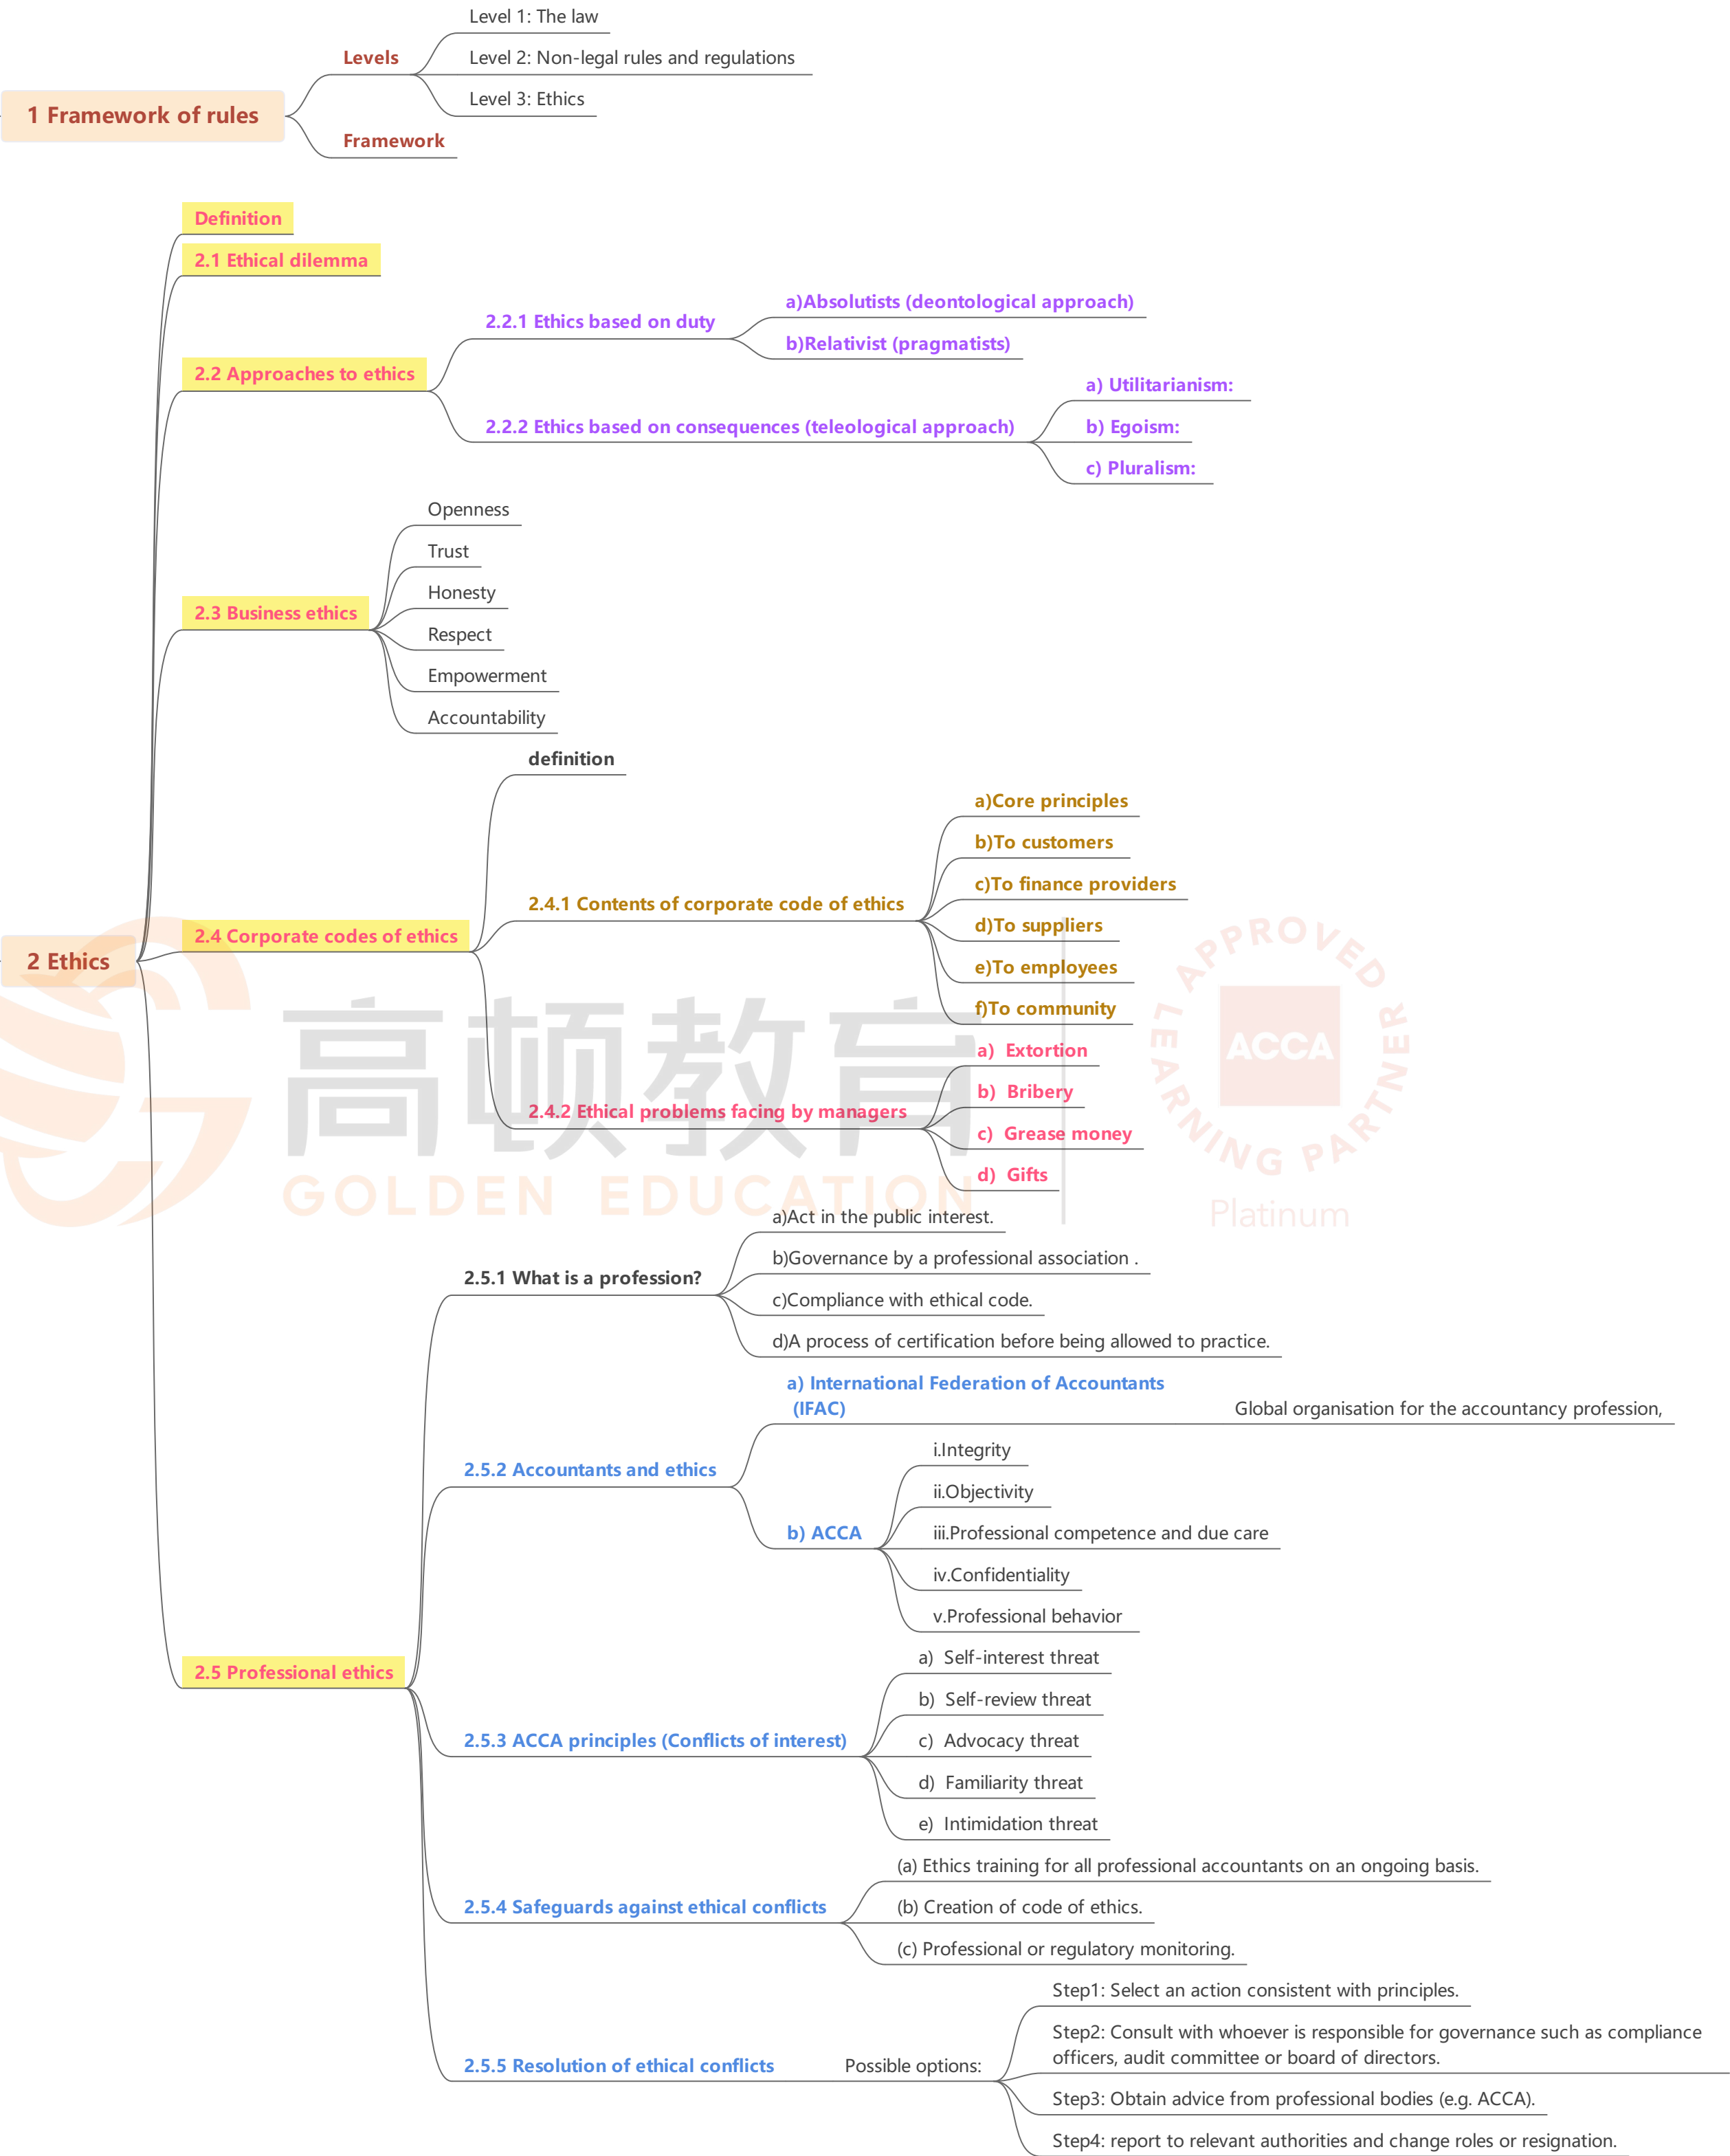 Level 1: The law
Levels
Level 2: Non-legal rules and regulations
Level 3: Ethics
1 Framework of rules
Framework
Definition
2.1 Ethical dilemma
a)Absolutists (deontological approach)
2.2.1 Ethics based on duty
b)Relativist (pragmatists)
2.2 Approaches to ethics
a) Utilitarianism:
2.2.2 Ethics based on consequences (teleological approach)
b) Egoism:
c) Pluralism:
Openness
Trust
Honesty
2.3 Business ethics
Respect
Empowerment
Accountability
definition
a)Core principles
b)To customers
c)To finance providers
2.4.1 Contents of corporate code of ethics
d)To suppliers
2.4 Corporate codes of ethics
2 Ethics
e)To employees
f)To community
a) Extortion
b) Bribery
2.4.2 Ethical problems facing by managers
c) Grease money
d) Gifts
高顿教育
GOLDEN EDUCATION
APPROVED
LEARNING PARTNER
ACCA
Platinum
a)Act in the public interest.
b)Governance by a professional association .
2.5.1 What is a profession?
c)Compliance with ethical code.
d)A process of certification before being allowed to practice.
a) International Federation of Accountants
(IFAC)
Global organisation for the accountancy profession,
2.5.2 Accountants and ethics
i.Integrity
ii.Objectivity
b) ACCA
iii.Professional competence and due care
iv.Confidentiality
v.Professional behavior
2.5 Professional ethics
a) Self-interest threat
b) Self-review threat
2.5.3 ACCA principles (Conflicts of interest)
c) Advocacy threat
d) Familiarity threat
e) Intimidation threat
(a) Ethics training for all professional accountants on an ongoing basis.
2.5.4 Safeguards against ethical conflicts
(b) Creation of code of ethics.
(c) Professional or regulatory monitoring.
Step1: Select an action consistent with principles.
Step2: Consult with whoever is responsible for governance such as compliance
officers, audit committee or board of directors.
2.5.5 Resolution of ethical conflicts
Possible options:
Step3: Obtain advice from professional bodies (e.g. ACCA).
Step4: report to relevant authorities and change roles or resignation.